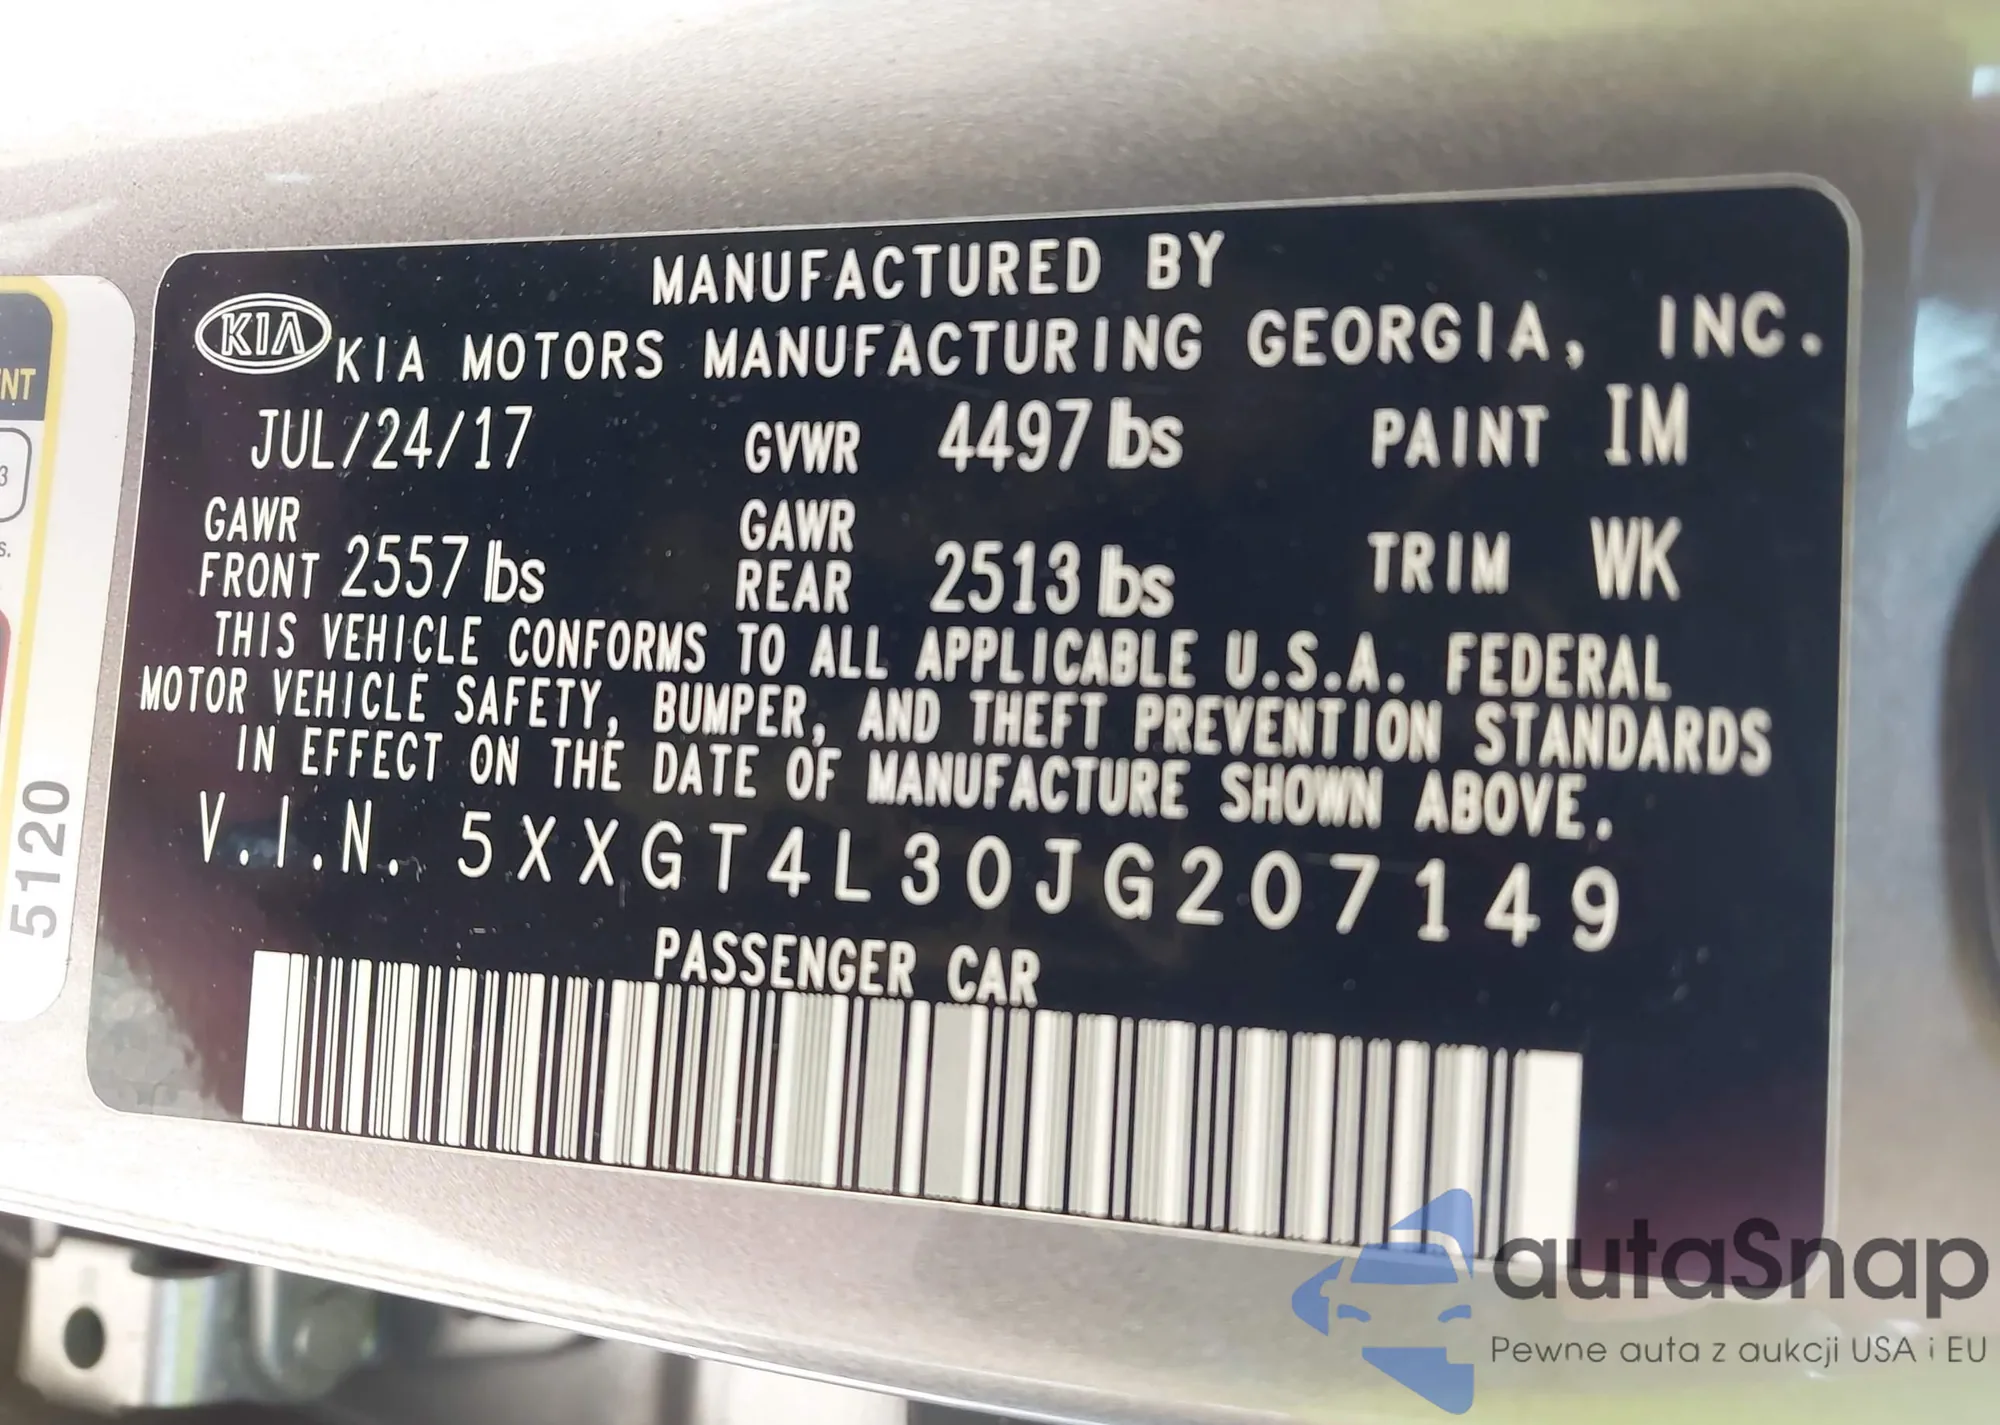 MANUFACTURED BY
KIA KIA MOTORS MANUFACTURING GEORGIA, INC.
JUL/24/17 GVWR 4497 lbs PAINT IM
GAWR FRONT 2557 lbs GAWR REAR 2513 lbs TRIM WK
THIS VEHICLE CONFORMS TO ALL APPLICABLE U.S.A. FEDERAL
MOTOR VEHICLE SAFETY, BUMPER, AND THEFT PREVENTION STANDARDS
IN EFFECT ON THE DATE OF MANUFACTURE SHOWN ABOVE.
V.I.N. 5XXGT4L30JG207149
PASSENGER CAR
NT
3
s.
5120
autaSnap
Pewne auta z aukcji USA i EU